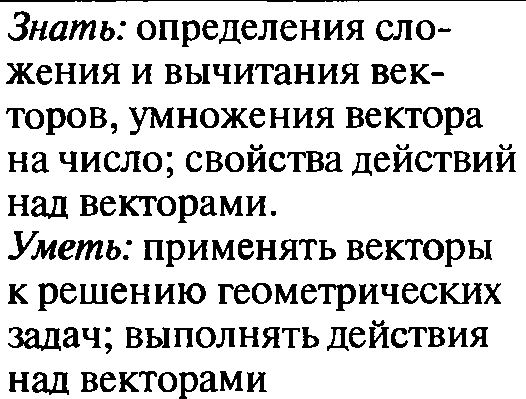 Знать: определения сло-
жения и вычитания век-
торов, умножения вектора
на число; свойства действий
над векторами.
Уметь: применять векторы
к решению геометрических
задач; выполнять действия
над векторами